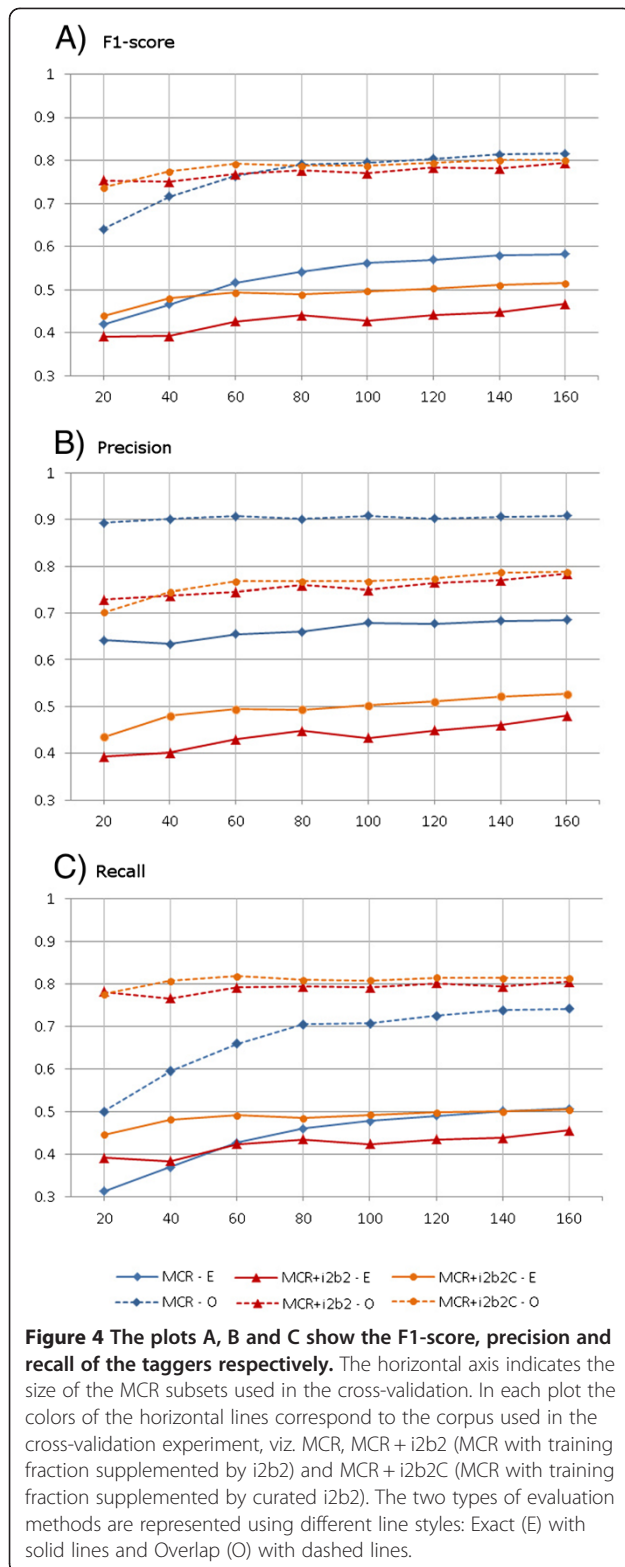 A) F1-score
1
0.9
0.8
0.7
0.6
0.5
0.4
0.3
20 40 60 80 100 120 140 160
B) Precision
1
0.9
0.8
0.7
0.6
0.5
0.4
0.3
20 40 60 80 100 120 140 160
C) Recall
1
0.9
0.8
0.7
0.6
0.5
0.4
0.3
20 40 60 80 100 120 140 160
MCR - E MCR+i2b2 - E MCR+i2b2C - E
MCR - O MCR+i2b2 - O MCR+i2b2C - O
Figure 4 The plots A, B and C show the F1-score, precision and
recall of the taggers respectively. The horizontal axis indicates the
size of the MCR subsets used in the cross-validation. In each plot the
colors of the horizontal lines correspond to the corpus used in the
cross-validation experiment, viz. MCR, MCR + i2b2 (MCR with training
fraction supplemented by i2b2) and MCR + i2b2C (MCR with training
fraction supplemented by curated i2b2). The two types of evaluation
methods are represented using different line styles: Exact (E) with
solid lines and Overlap (O) with dashed lines.